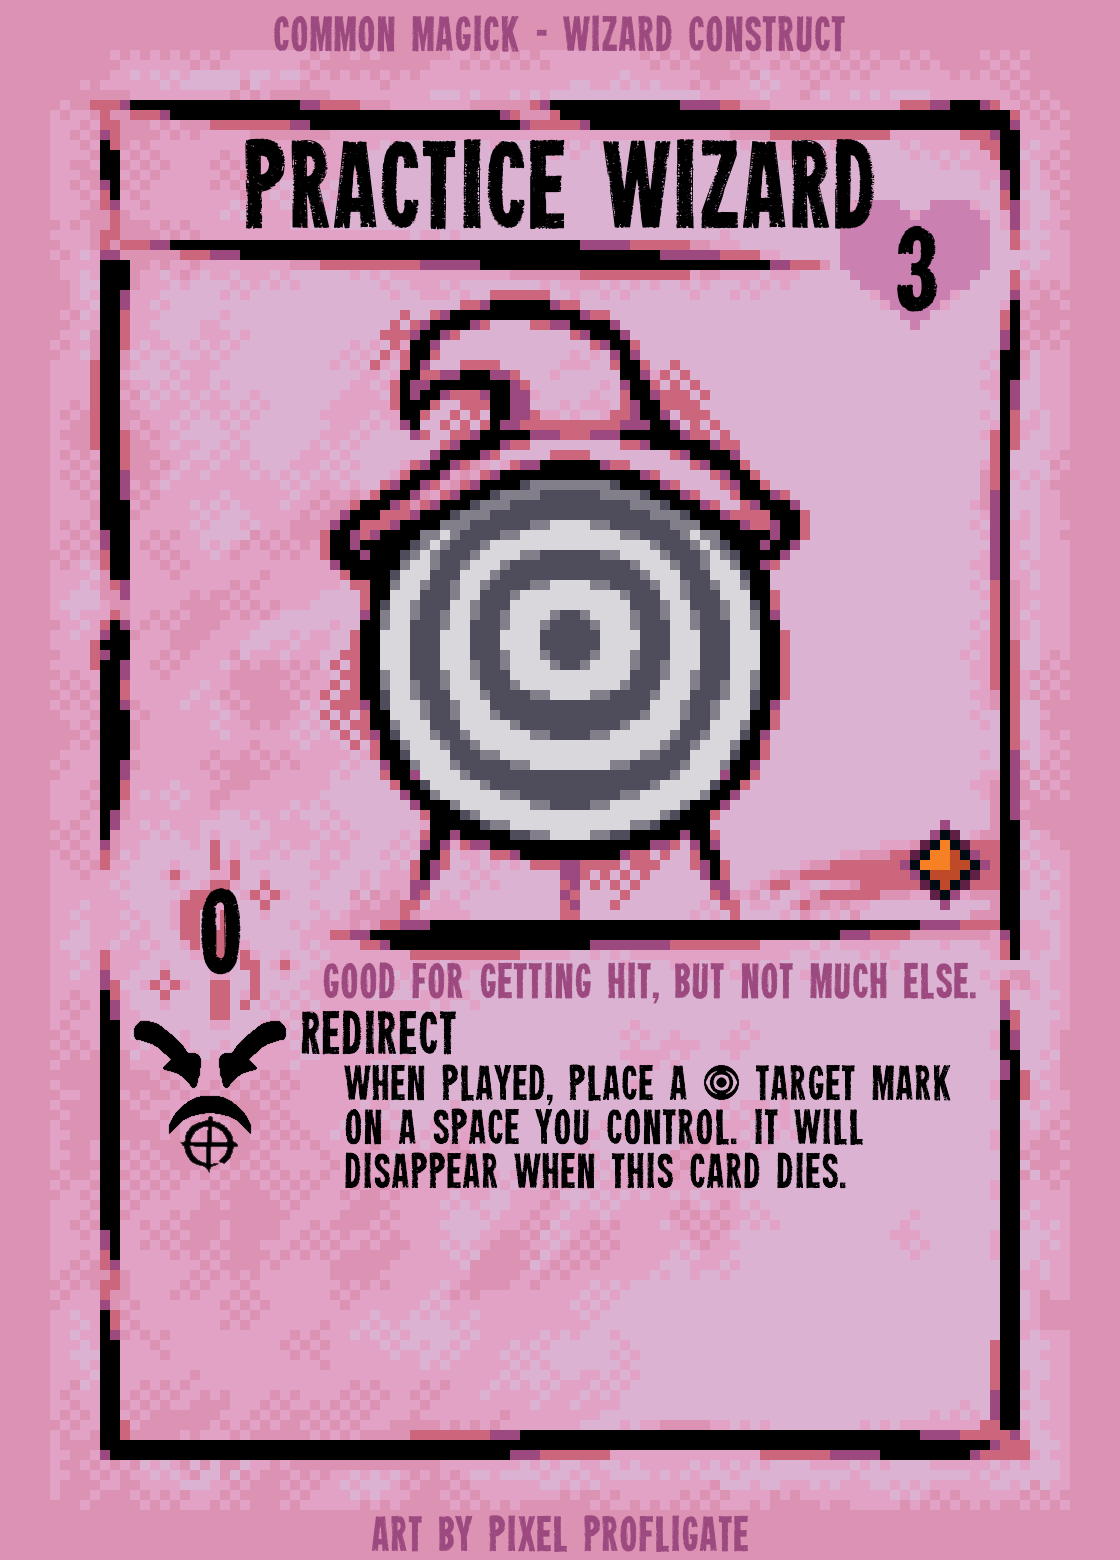 COMMON MAGICK - WIZARD CONSTRUCT
PRACTICE WIZARD
3
0
GOOD FOR GETTING HIT, BUT NOT MUCH ELSE.
REDIRECT
WHEN PLAYED, PLACE A TARGET MARK
ON A SPACE YOU CONTROL. IT WILL
DISAPPEAR WHEN THIS CARD DIES.
ART BY PIXEL PROFLIGATE